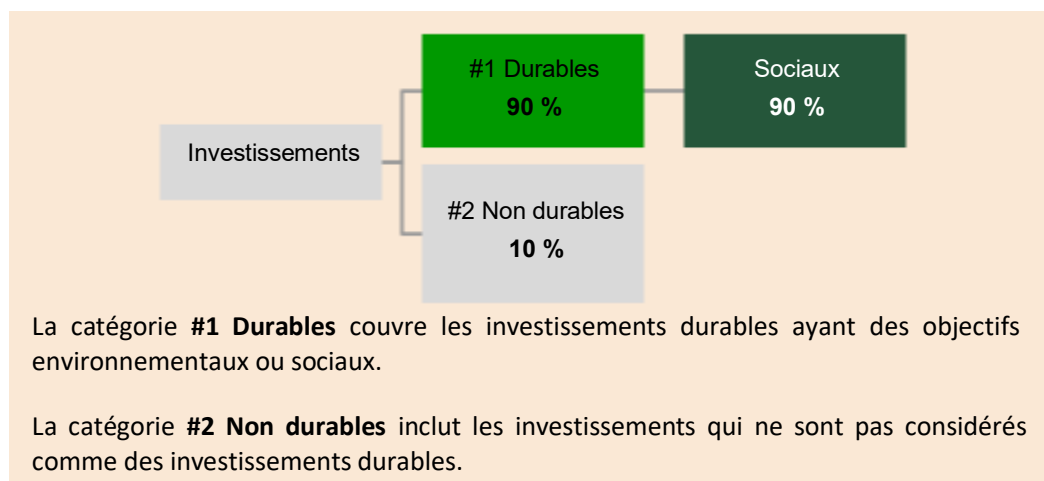 #1 Durables
90 %
Sociaux
90 %
Investissements
#2 Non durables
10 %
La catégorie #1 Durables couvre les investissements durables ayant des objectifs
environnementaux ou sociaux.
La catégorie #2 Non durables inclut les investissements qui ne sont pas considérés
comme des investissements durables.